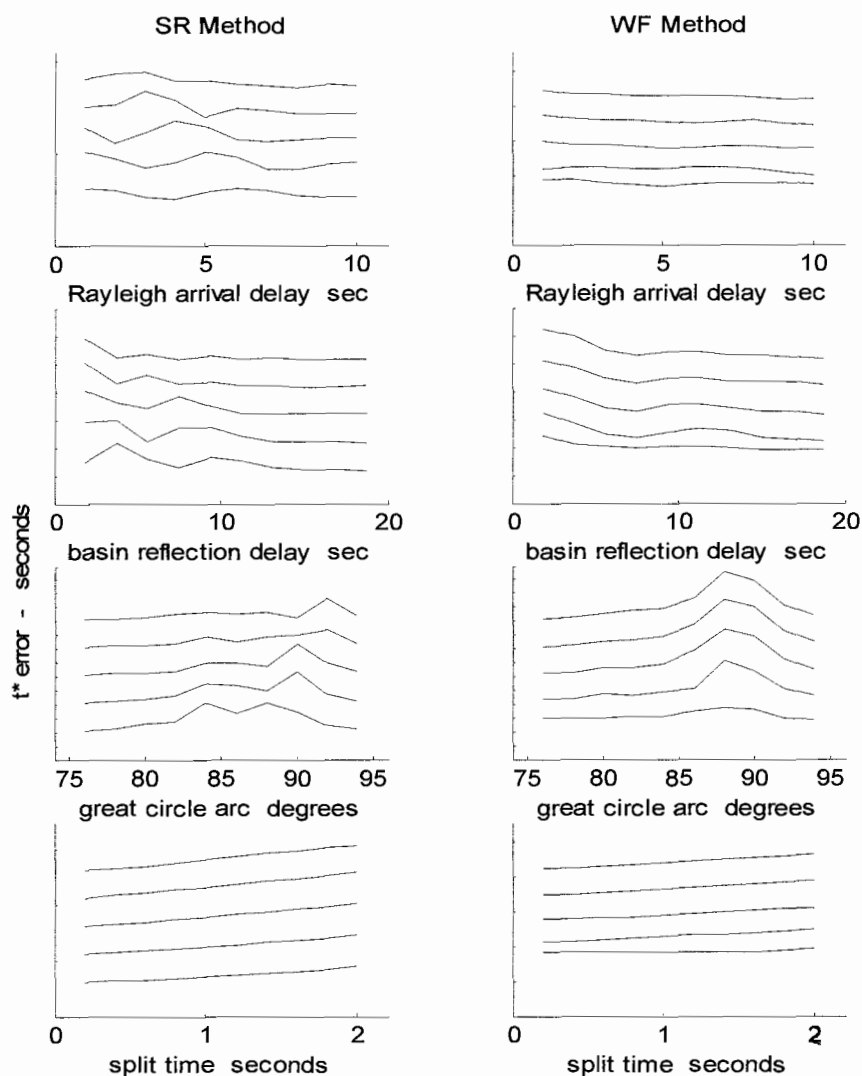 SR Method
WF Method
0 5 10
0 5 10
Rayleigh arrival delay sec
Rayleigh arrival delay sec
0 10 20
0 10 20
basin reflection delay sec
basin reflection delay sec
t* error - seconds
75 80 85 90 95
75 80 85 90 95
great circle arc degrees
great circle arc degrees
0 1 2
0 1 2
split time seconds
split time seconds